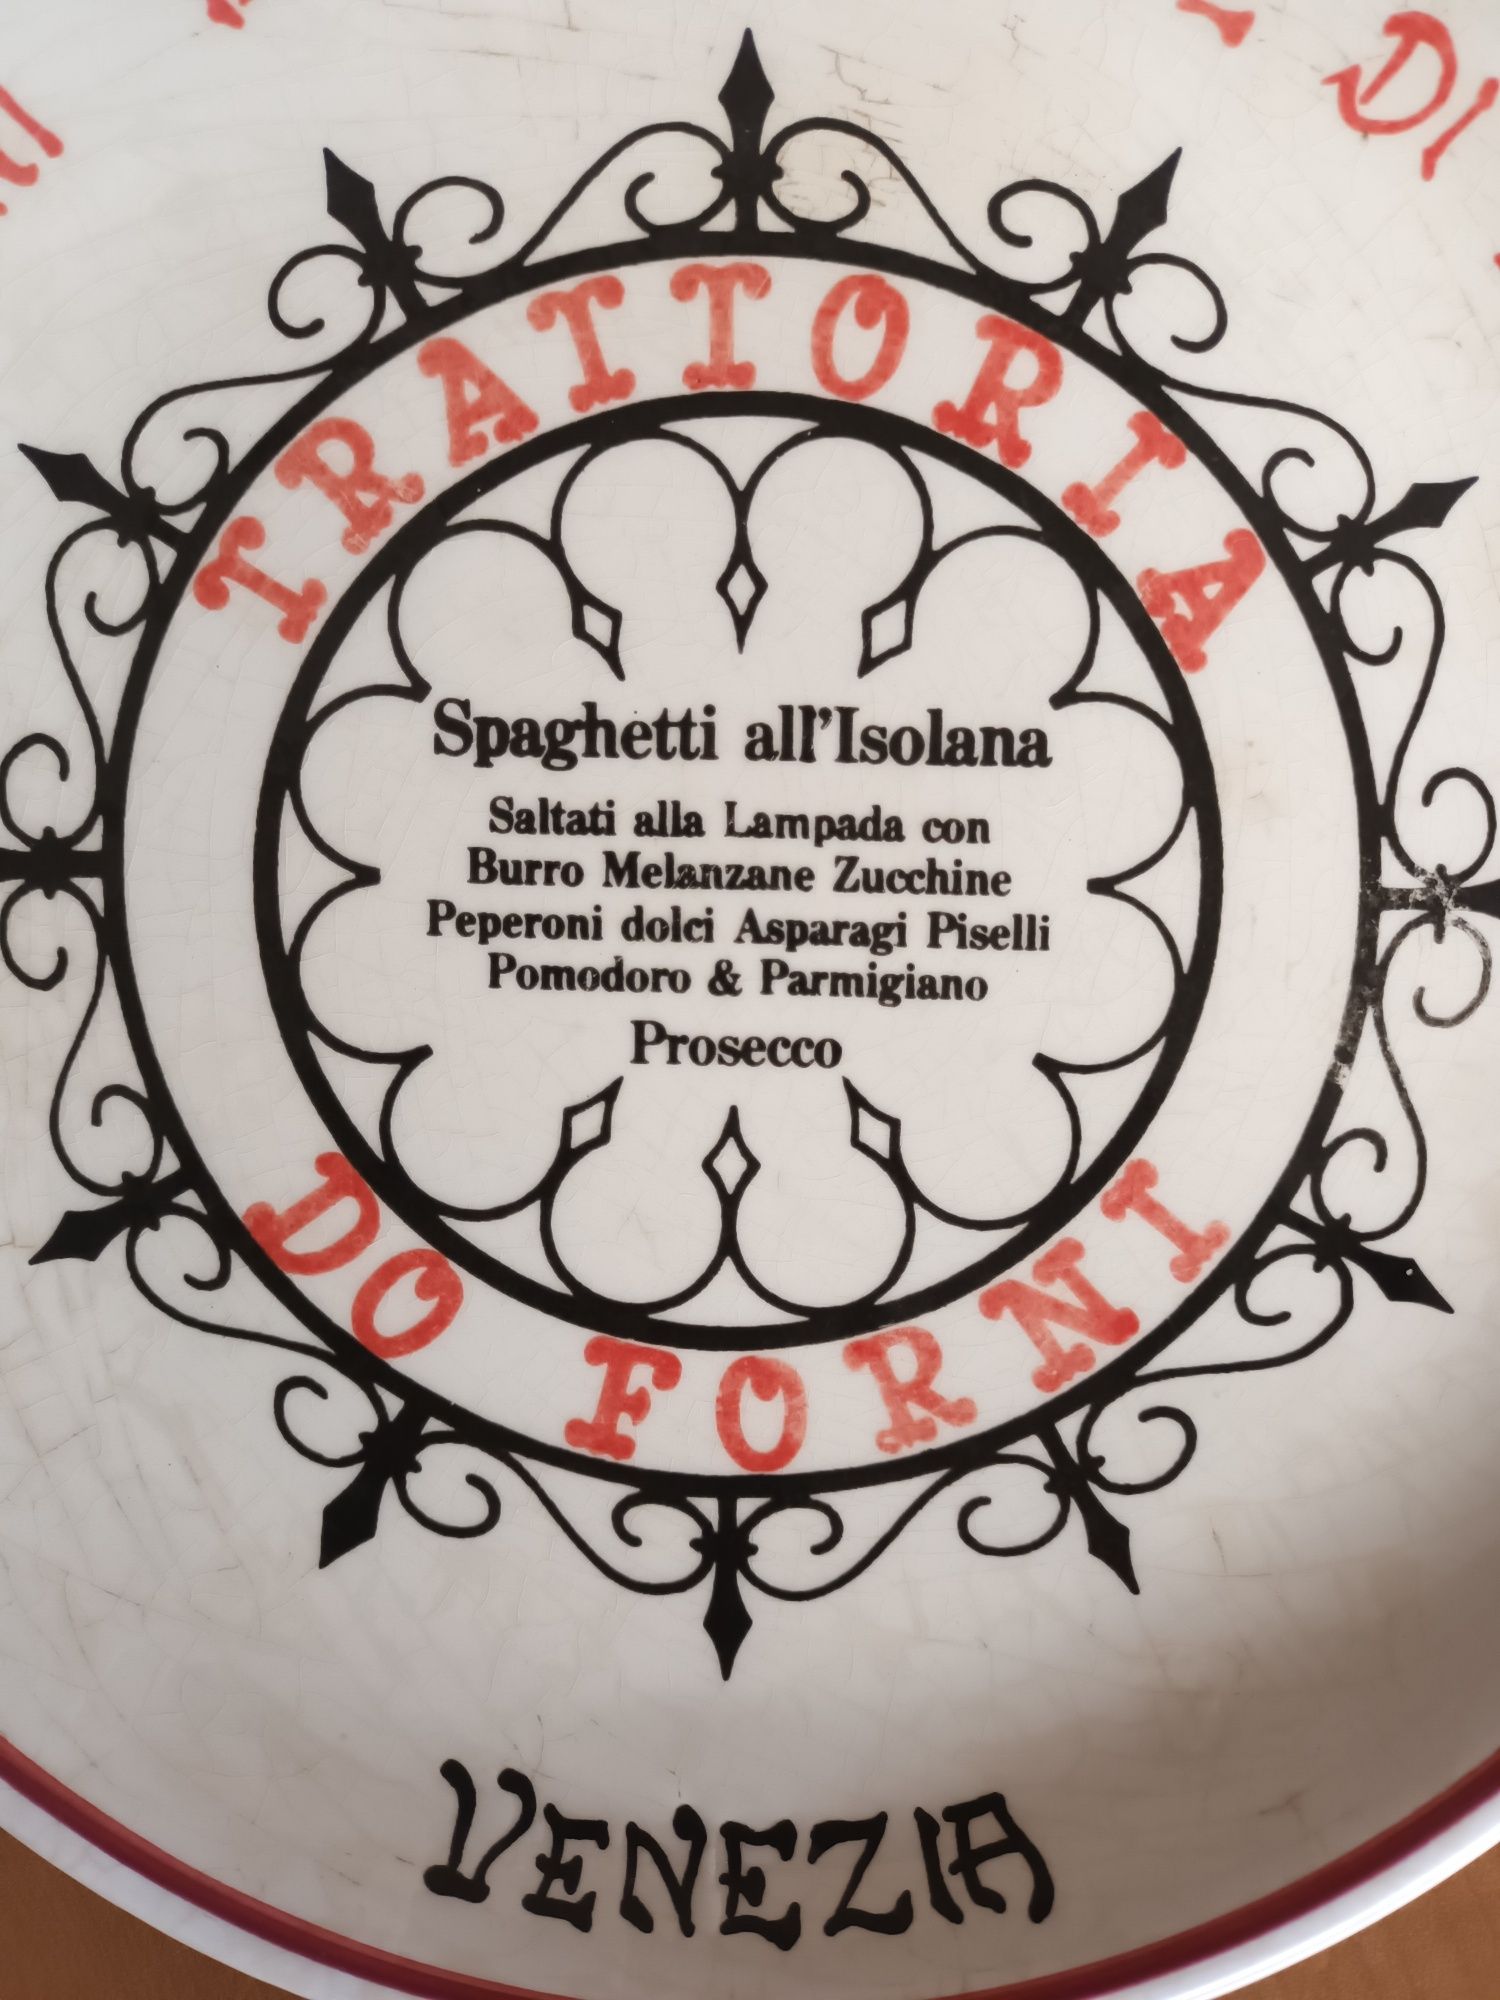 DI
TRATTORIA
Spaghetti all'Isolana
Saltati alla Lampada con
Burro Melanzane Zucchine
Peperoni dolci Asparagi Piselli
Pomodoro & Parmigiano
Prosecco
DO FORNI
VENEZIA